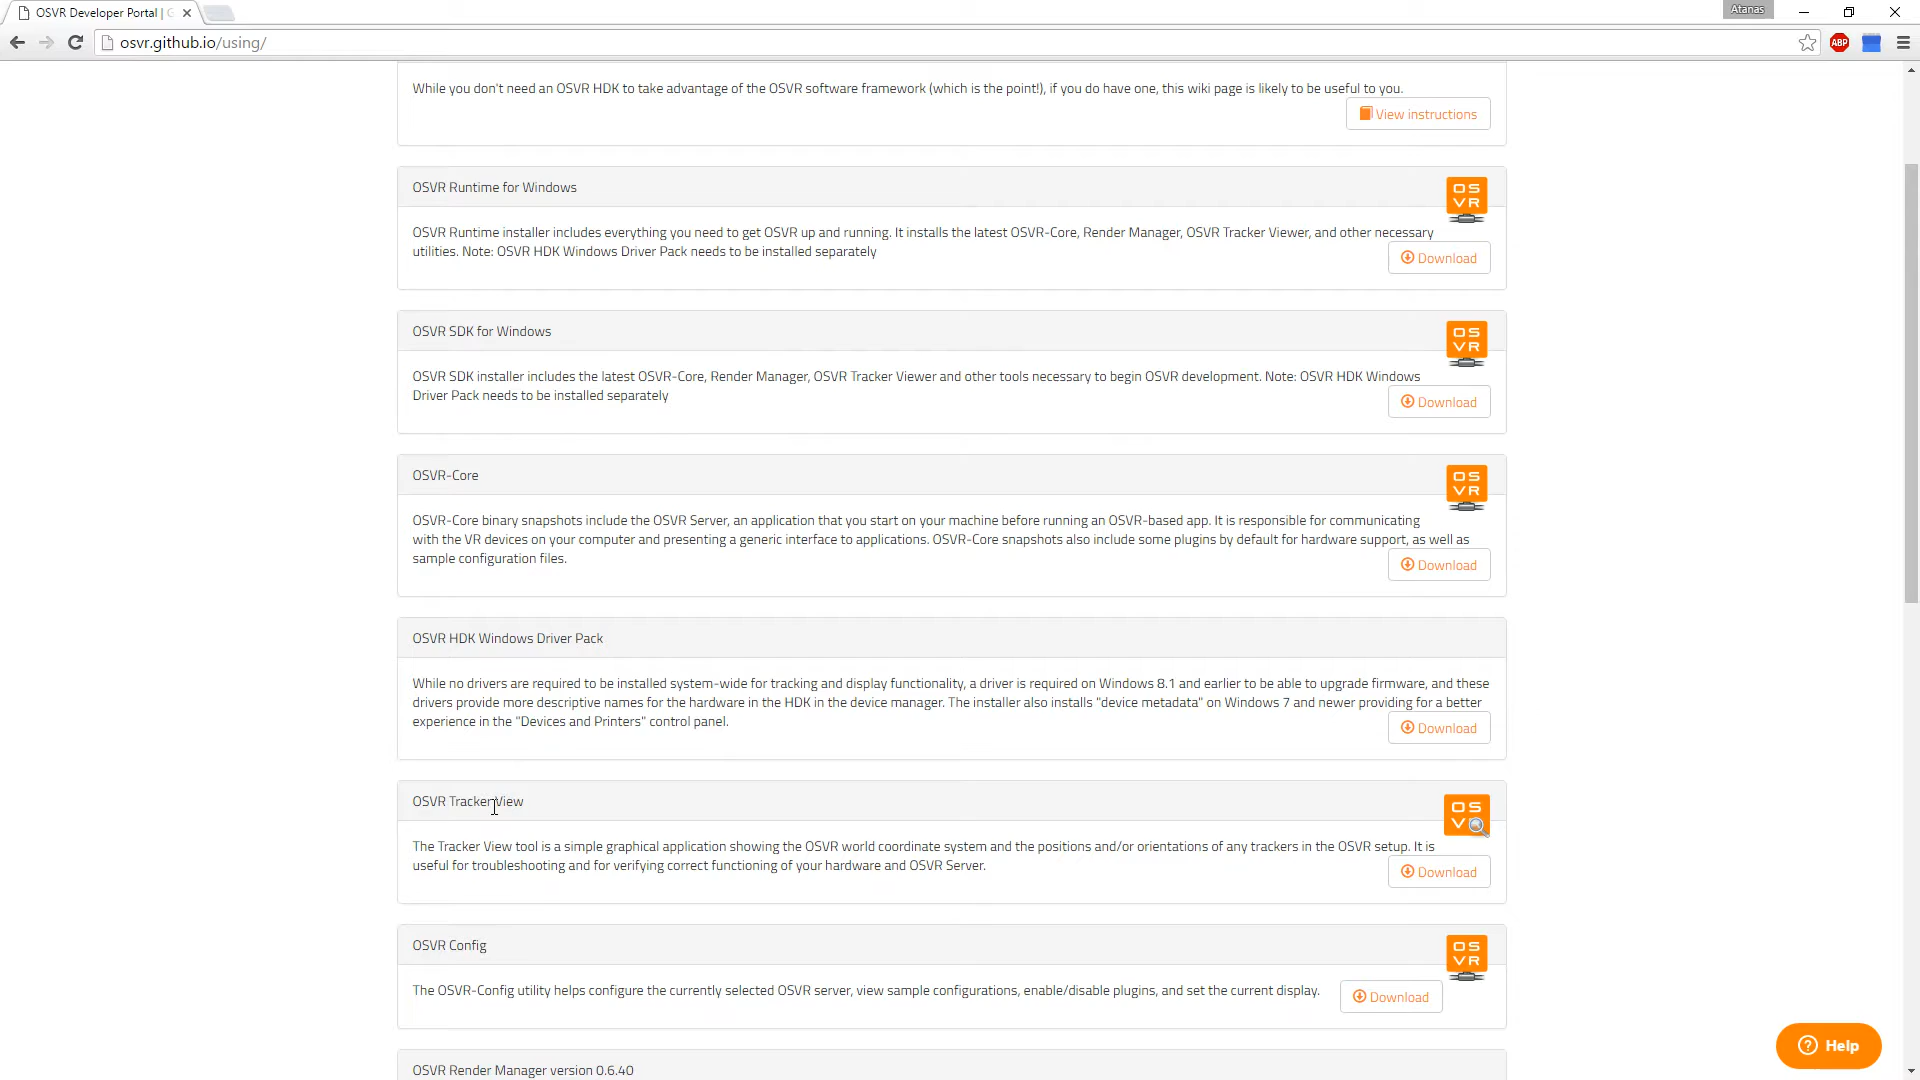 OSVR Developer Portal | G
Atanas
osvr.github.io/using/
ABP
While you don't need an OSVR HDK to take advantage of the OSVR software framework (which is the point!), if you do have one, this wiki page is likely to be useful to you.
View instructions
OSVR Runtime for Windows
OS
VR
OSVR Runtime installer includes everything you need to get OSVR up and running. It installs the latest OSVR-Core, Render Manager, OSVR Tracker Viewer, and other necessary
utilities. Note: OSVR HDK Windows Driver Pack needs to be installed separately
Download
OSVR SDK for Windows
OS
VR
OSVR SDK installer includes the latest OSVR-Core, Render Manager, OSVR Tracker Viewer and other tools necessary to begin OSVR development. Note: OSVR HDK Windows
Driver Pack needs to be installed separately
Download
OSVR-Core
OS
VR
OSVR-Core binary snapshots include the OSVR Server, an application that you start on your machine before running an OSVR-based app. It is responsible for communicating
with the VR devices on your computer and presenting a generic interface to applications. OSVR-Core snapshots also include some plugins by default for hardware support, as well as
sample configuration files.
Download
OSVR HDK Windows Driver Pack
While no drivers are required to be installed system-wide for tracking and display functionality, a driver is required on Windows 8.1 and earlier to be able to upgrade firmware, and these
drivers provide more descriptive names for the hardware in the HDK in the device manager. The installer also installs "device metadata" on Windows 7 and newer providing for a better
experience in the "Devices and Printers" control panel.
Download
OSVR Tracker View
OS
V
The Tracker View tool is a simple graphical application showing the OSVR world coordinate system and the positions and/or orientations of any trackers in the OSVR setup. It is
useful for troubleshooting and for verifying correct functioning of your hardware and OSVR Server.
Download
OSVR Config
OS
VR
The OSVR-Config utility helps configure the currently selected OSVR server, view sample configurations, enable/disable plugins, and set the current display.
Download
Help
OSVR Render Manager version 0.6.40